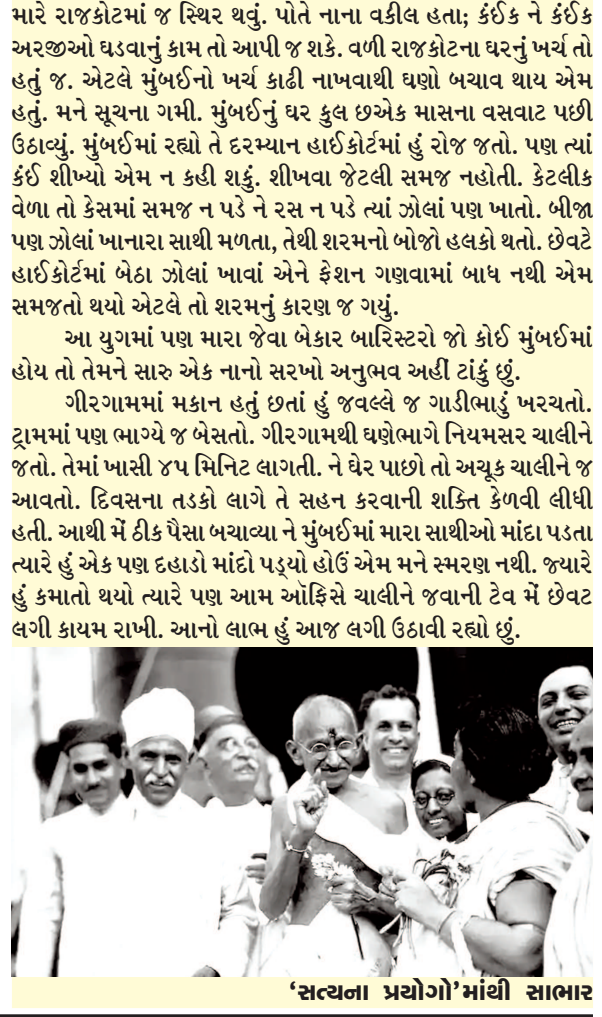 મારે રાજકોટમાં જ સ્થિર થવું. પોતે નાના વકીલ હતા; કંઈક ને કંઈક
અરજીઓ ઘડવાનું કામ તો આપી જ શકે. વળી રાજકોટના ઘરનું ખર્ચ તો
હતું જ. એટલે મુંબઈનો ખર્ચ કાઢી નાખવાથી ઘણો બચાવ થાય એમ
હતું. મને સૂચના ગમી. મુંબઈનું ઘર કુલ છએક માસના વસવાટ પછી
ઉઠાવ્યું. મુંબઈમાં રહ્યો તે દરમ્યાન હાઈકોર્ટમાં હું રોજ જતો. પણ ત્યાં
કંઈ શીખ્યો એમ ન કહી શકું. શીખવા જેટલી સમજ નહોતી. કેટલીક
વેળા તો કેસમાં સમજ ન પડે ને રસ ન પડે ત્યાં ઝોલાં પણ ખાતો. બીજા
પણ ઝોલાં ખાનારા સાથી મળતા, તેથી શરમનો બોજો હલકો થતો. છેવટે
હાઈકોર્ટમાં બેઠા ઝોલાં ખાવાં એને ફેશન ગણવામાં બાધ નથી એમ
સમજતો થયો એટલે તો શરમનું કારણ જ ગયું.
આ યુગમાં પણ મારા જેવા બેકાર બારિસ્ટરો જો કોઈ મુંબઈમાં
હોય તો તેમને સારુ એક નાનો સરખો અનુભવ અહીં ટાંકું છું.
ગીરગામમાં મકાન હતું છતાં હું જવલ્લે જ ગાડીભાડું ખરચતો.
ટ્રામમાં પણ ભાગ્યે જ બેસતો. ગીરગામથી ઘણેભાગે નિયમસર ચાલીને
જતો. તેમાં ખાસી ૪૫ મિનિટ લાગતી. ને ઘેર પાછો તો અચૂક ચાલીને જ
આવતો. દિવસના તડકો લાગે તે સહન કરવાની શક્તિ કેળવી લીધી
હતી. આથી મેં ઠીક પૈસા બચાવ્યા ને મુંબઈમાં મારા સાથીઓ માંદા પડતા
ત્યારે હું એક પણ દહાડો માંદો પડ્યો હોઉં એમ મને સ્મરણ નથી. જ્યારે
હું કમાતો થયો ત્યારે પણ આમ ઑફિસે ચાલીને જવાની ટેવ મેં છેવટ
લગી કાયમ રાખી. આનો લાભ હું આજ લગી ઉઠાવી રહ્યો છું.
‘સત્યના પ્રયોગો’માંથી સાભાર